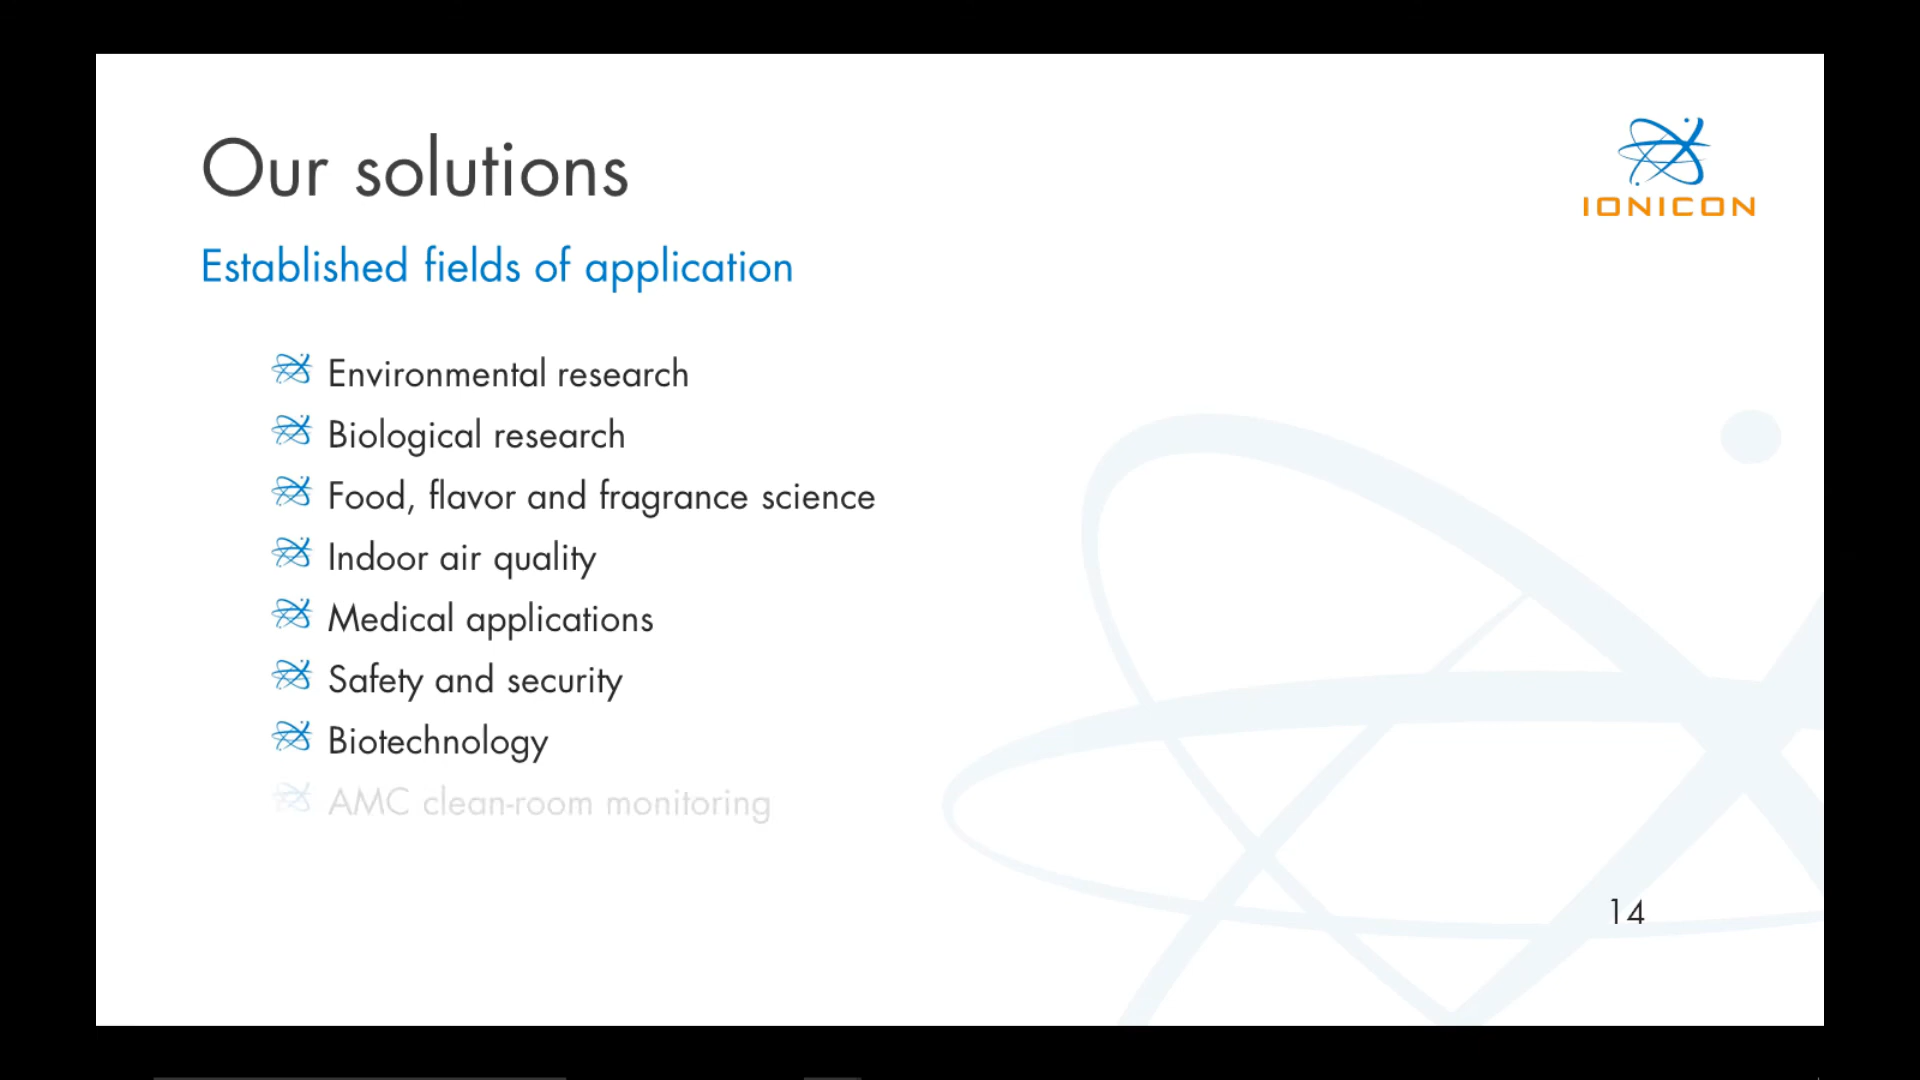 Our solutions
IONICON
Established fields of application
Environmental research
Biological research
Food, flavor and fragrance science
Indoor air quality
Medical applications
Safety and security
Biotechnology
AMC clean-room monitoring
14